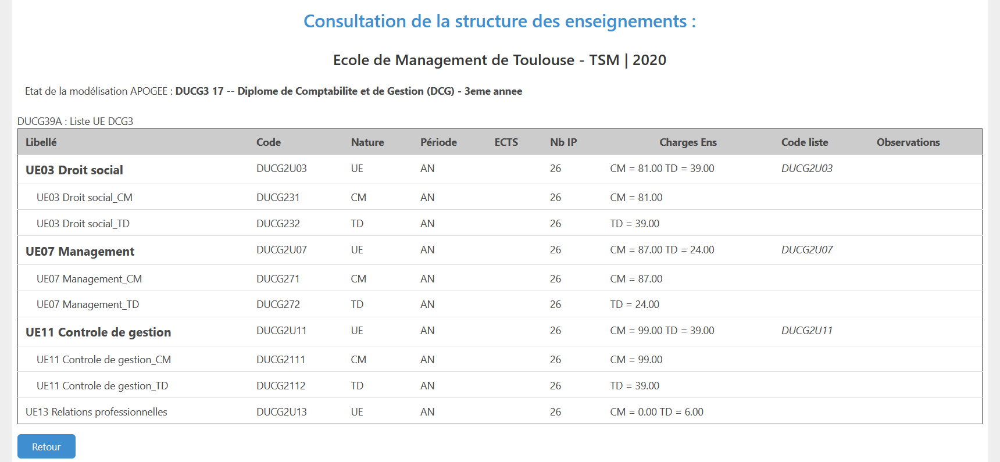 Consultation de la structure des enseignements :
Ecole de Management de Toulouse - TSM | 2020
Etat de la modélisation APOGEE : DUCG3 17 -- Diplome de Comptabilite et de Gestion (DCG) - 3eme annee
DUCG39A : Liste UE DCG3
Libellé Code Nature Période ECTS Nb IP Charges Ens Code liste Observations
UE03 Droit social DUCG2U03 UE AN 26 CM = 81.00 TD = 39.00 DUCG2U03
UE03 Droit social_CM DUCG231 CM AN 26 CM = 81.00
UE03 Droit social_TD DUCG232 TD AN 26 TD = 39.00
UE07 Management DUCG2U07 UE AN 26 CM = 87.00 TD = 24.00 DUCG2U07
UE07 Management_CM DUCG271 CM AN 26 CM = 87.00
UE07 Management_TD DUCG272 TD AN 26 TD = 24.00
UE11 Controle de gestion DUCG2U11 UE AN 26 CM = 99.00 TD = 39.00 DUCG2U11
UE11 Controle de gestion_CM DUCG2111 CM AN 26 CM = 99.00
UE11 Controle de gestion_TD DUCG2112 TD AN 26 TD = 39.00
UE13 Relations professionnelles DUCG2U13 UE AN 26 CM = 0.00 TD = 6.00
Retour